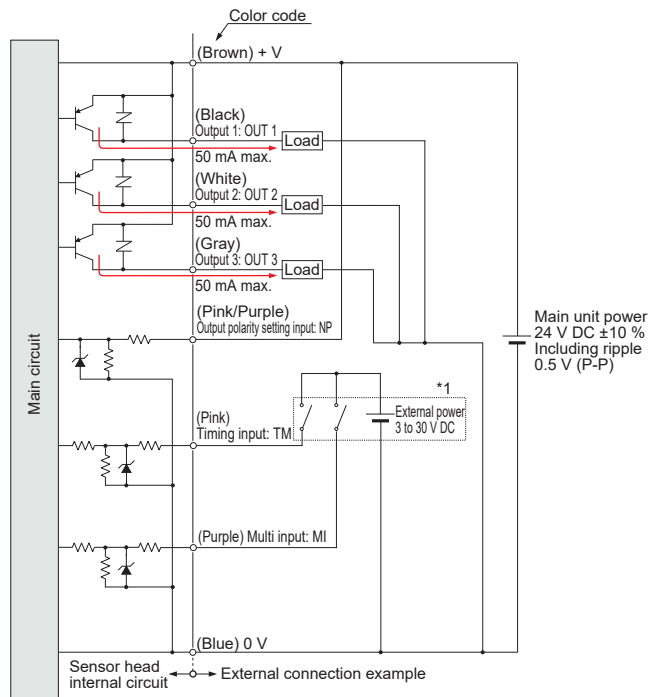 Color code
(Brown) + V
(Black)
Output 1: OUT 1
Load
50 mA max.
(White)
Output 2: OUT 2
Load
50 mA max.
(Gray)
Output 3: OUT 3
Load
50 mA max.
(Pink/Purple)
Output polarity setting input: NP
Main unit power
24 V DC ±10 %
Including ripple
0.5 V (P-P)
Main circuit
*1
External power
3 to 30 V DC
(Pink)
Timing input: TM
(Purple) Multi input: MI
(Blue) 0 V
Sensor head
internal circuit
External connection example